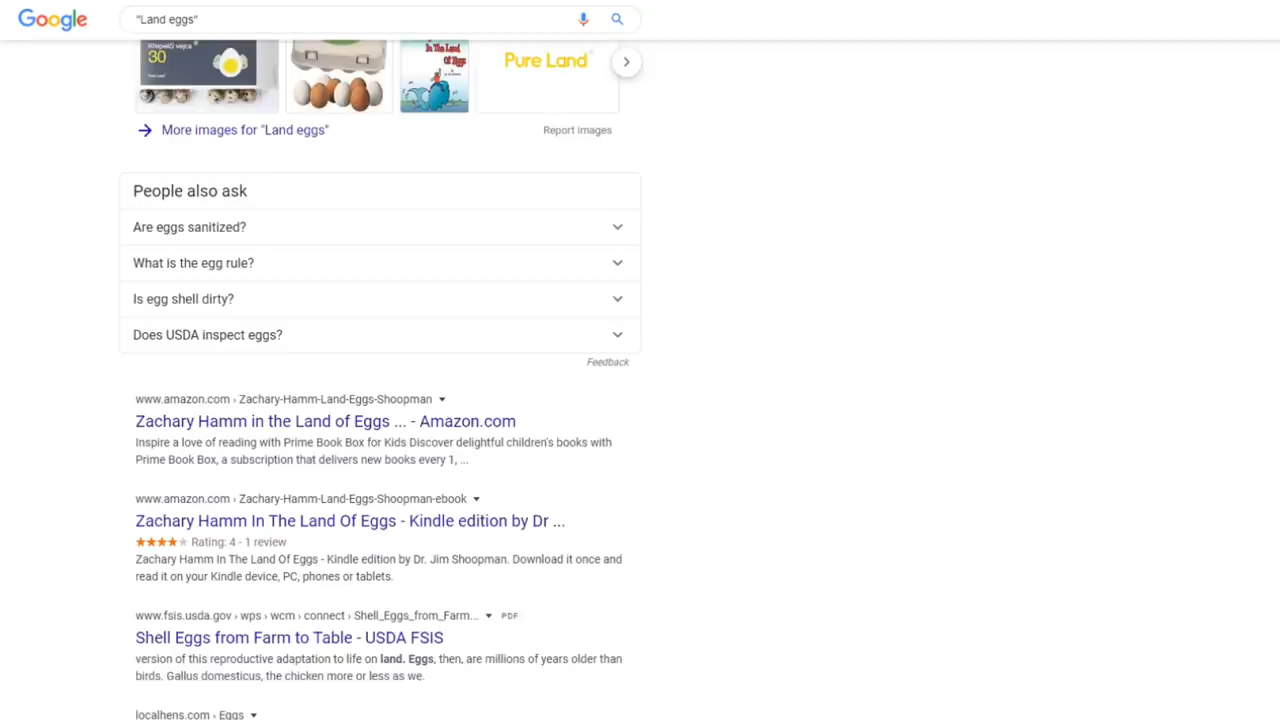 Google
"Land eggs"
Křepelčí vejce
30
In The Land
Of Eggs
Pure Land
More images for "Land eggs"
Report images
People also ask
Are eggs sanitized?
What is the egg rule?
Is egg shell dirty?
Does USDA inspect eggs?
Feedback
www.amazon.com › Zachary-Hamm-Land-Eggs-Shoopman
Zachary Hamm in the Land of Eggs ... - Amazon.com
Inspire a love of reading with Prime Book Box for Kids Discover delightful children's books with
Prime Book Box, a subscription that delivers new books every 1, ...
www.amazon.com › Zachary-Hamm-Land-Eggs-Shoopman-ebook
Zachary Hamm In The Land Of Eggs - Kindle edition by Dr ...
Rating: 4 - 1 review
Zachary Hamm In The Land Of Eggs - Kindle edition by Dr. Jim Shoopman. Download it once and
read it on your Kindle device, PC, phones or tablets.
www.fsis.usda.gov › wps › wcm › connect › Shell_Eggs_from_Farm... PDF
Shell Eggs from Farm to Table - USDA FSIS
version of this reproductive adaptation to life on land. Eggs, then, are millions of years older than
birds. Gallus domesticus, the chicken more or less as we.
localhens.com › Eggs